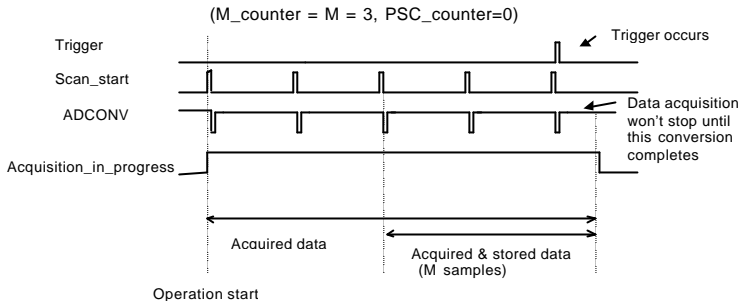 (M_counter = M = 3, PSC_counter=0)
Trigger
Trigger occurs
Scan_start
ADCONV
Data acquisition
won't stop until
this conversion
completes
Acquisition_in_progress
Acquired data
Acquired & stored data
(M samples)
Operation start